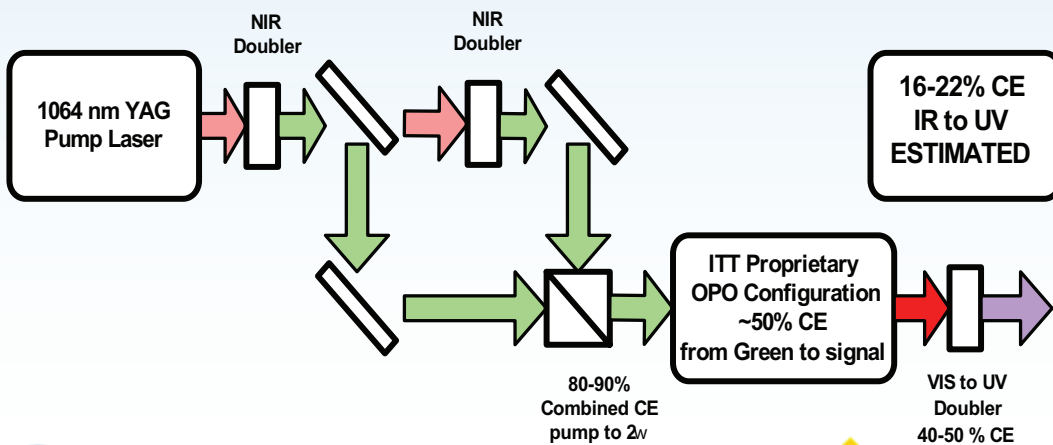 NIR
Doubler
NIR
Doubler
1064 nm YAG
Pump Laser
16-22% CE
IR to UV
ESTIMATED
ITT Proprietary
OPO Configuration
~50% CE
from Green to signal
80-90%
Combined CE
pump to 2w
VIS to UV
Doubler
40-50 % CE